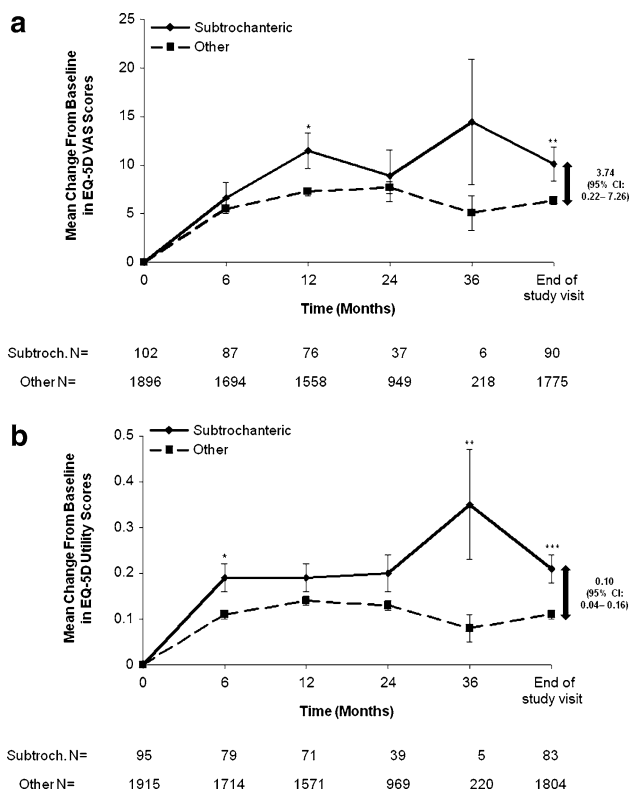 a
Subtrochanteric
Other
Mean Change From Baseline
in EQ-5D VAS Scores
25
20
15
10
5
0
*
**
3.74
(95% CI:
0.22– 7.26)
0 6 12 24 36 End of
study visit
Time (Months)
Subtroch. N= 102 87 76 37 6 90
Other N= 1896 1694 1558 949 218 1775
b
Subtrochanteric
Other
Mean Change From Baseline
in EQ-5D Utility Scores
0.5
0.4
0.3
0.2
0.1
0
*
**
***
0.10
(95% CI:
0.04– 0.16)
0 6 12 24 36 End of
study visit
Time (Months)
Subtroch. N= 95 79 71 39 5 83
Other N= 1915 1714 1571 969 220 1804